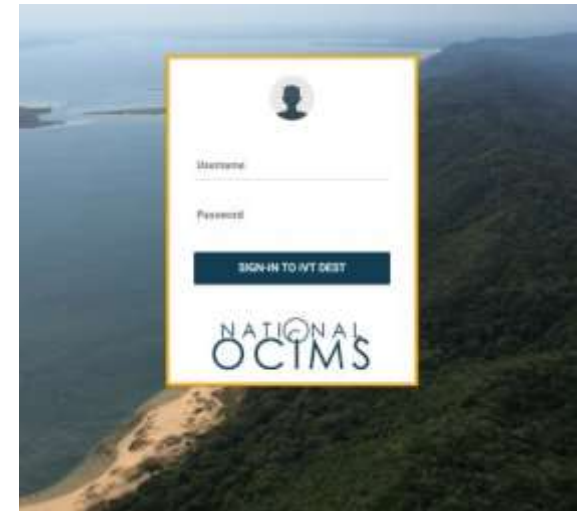 Username
Password
SIGN-IN TO IVT DEST
NATIONAL
OCIMS